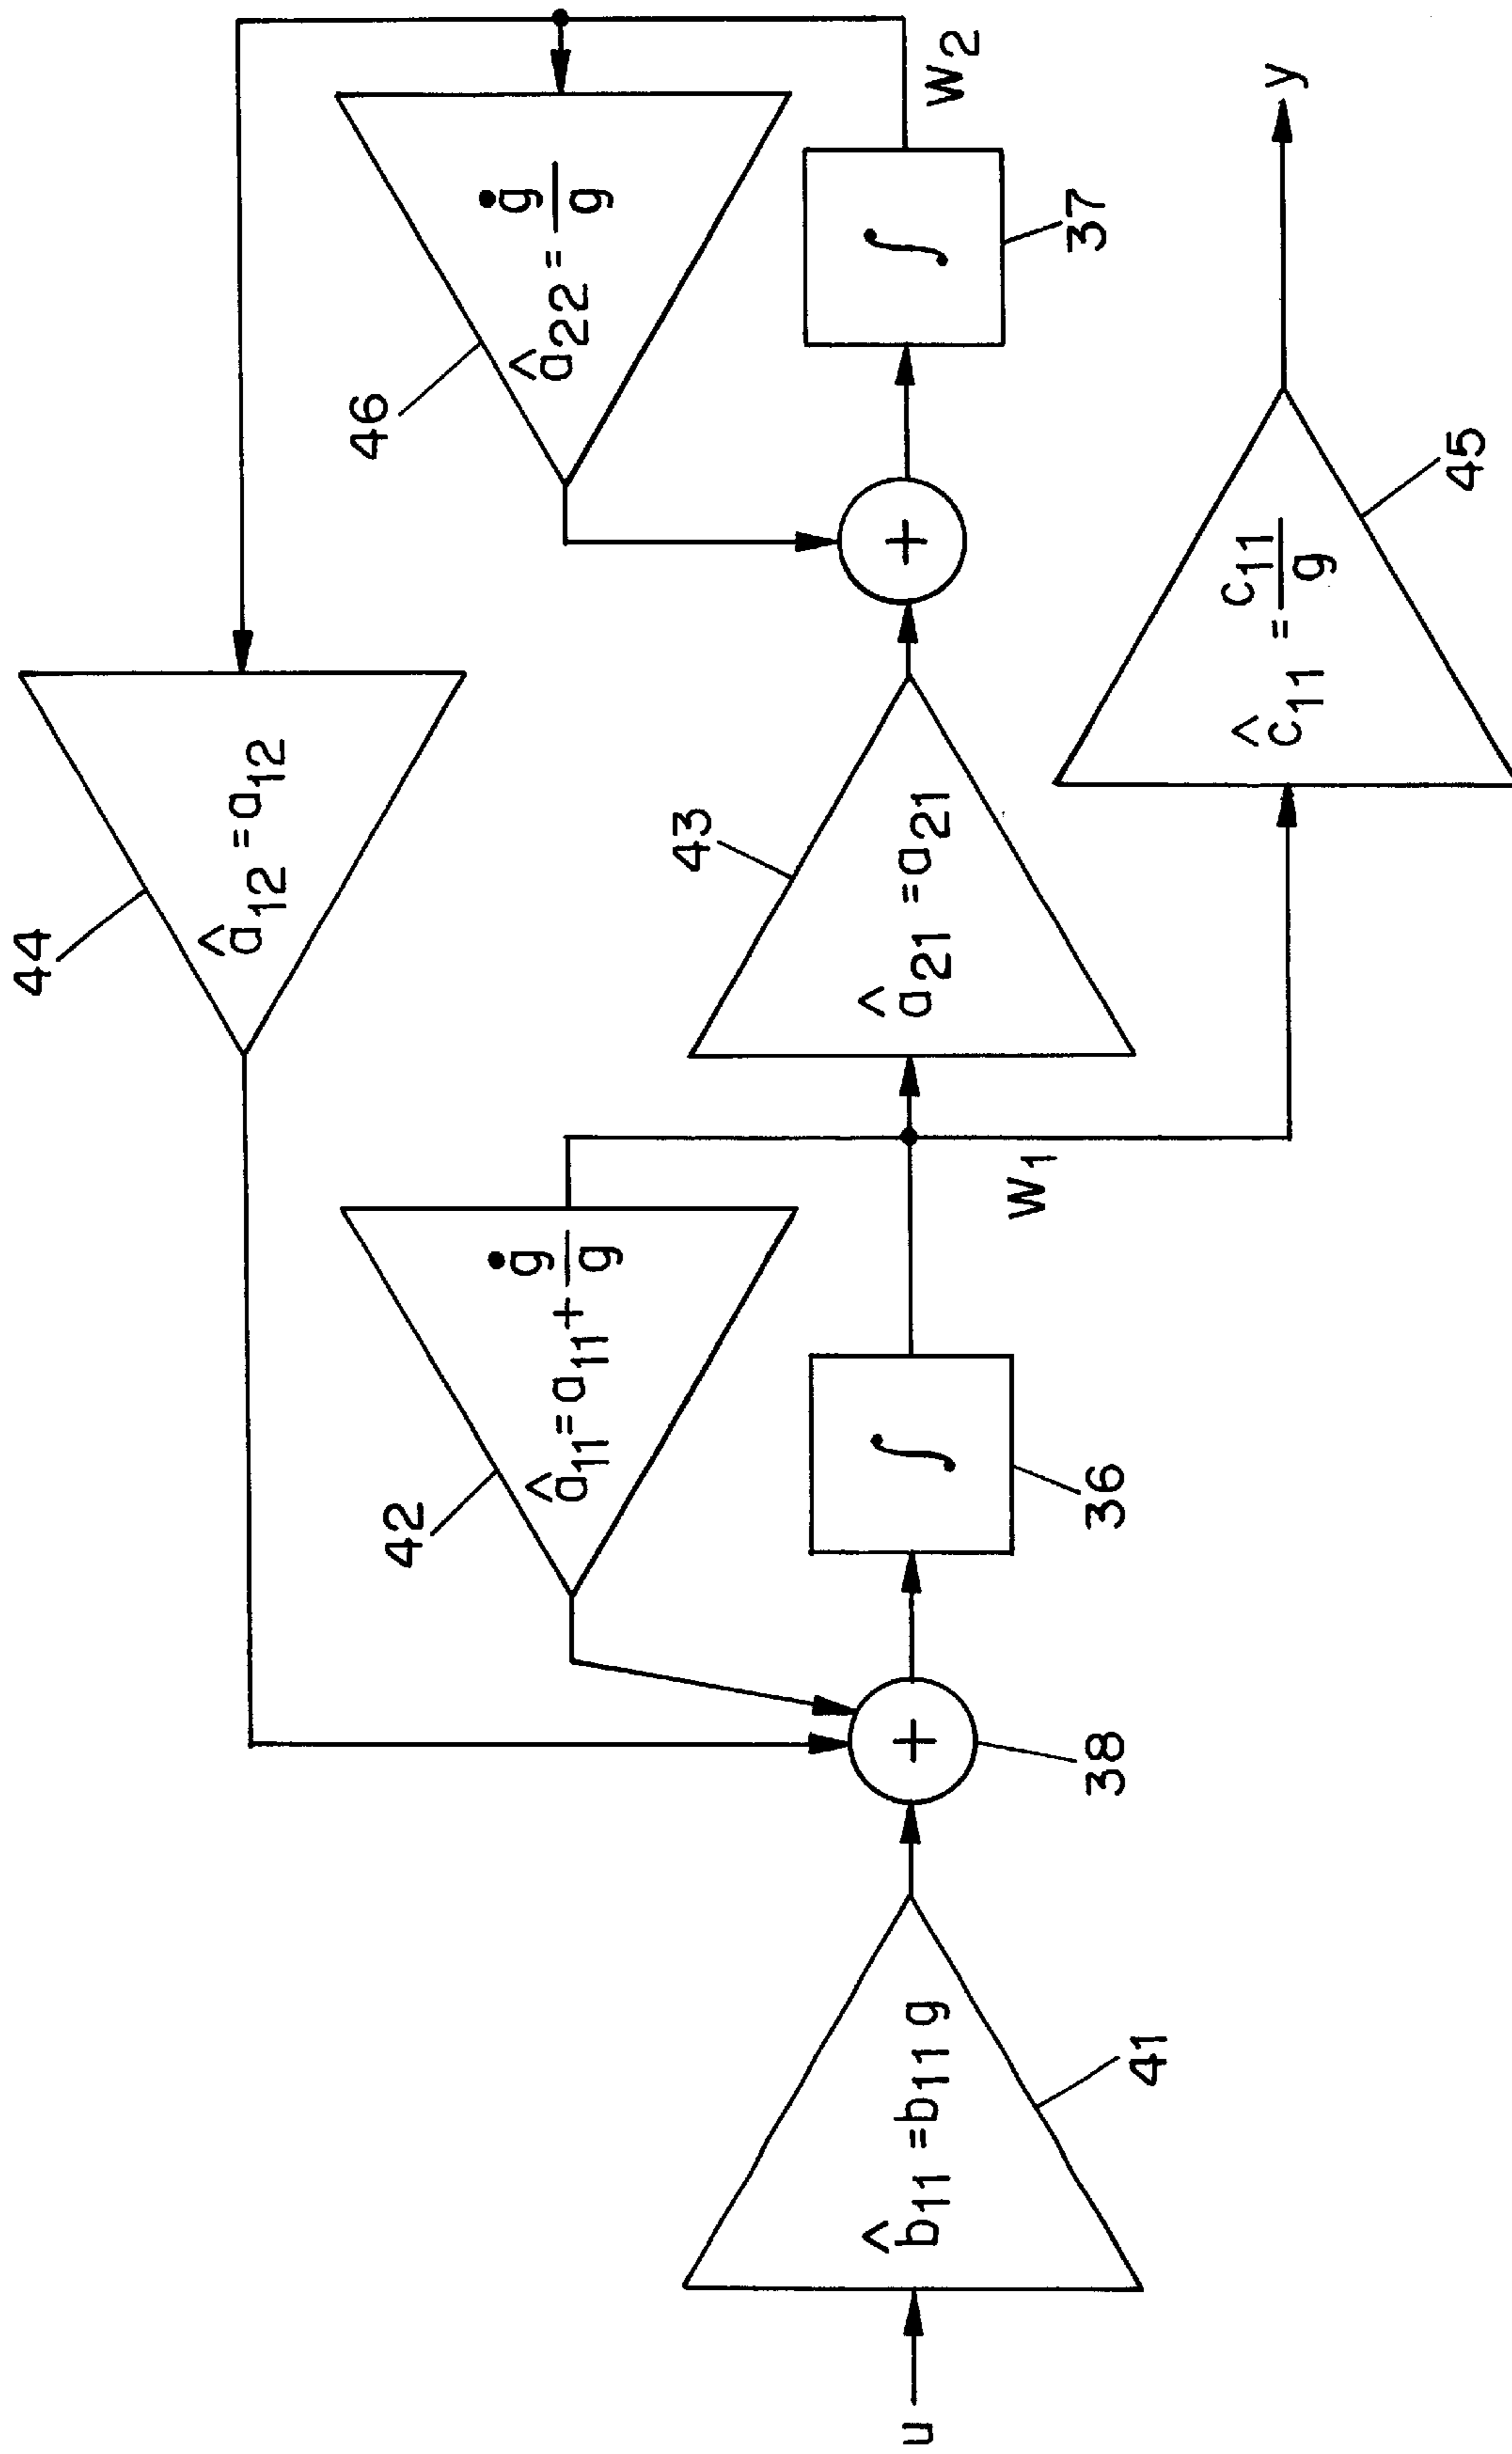 44
â12 = a12
46
â22 = ġ/g
42
â11 = a11 + ġ/g
43
W2
u
b̂11 = b11 g
41
+
38
∫
36
W1
â21 = a21
+
∫
37
ĉ11 = c11/g
45
y